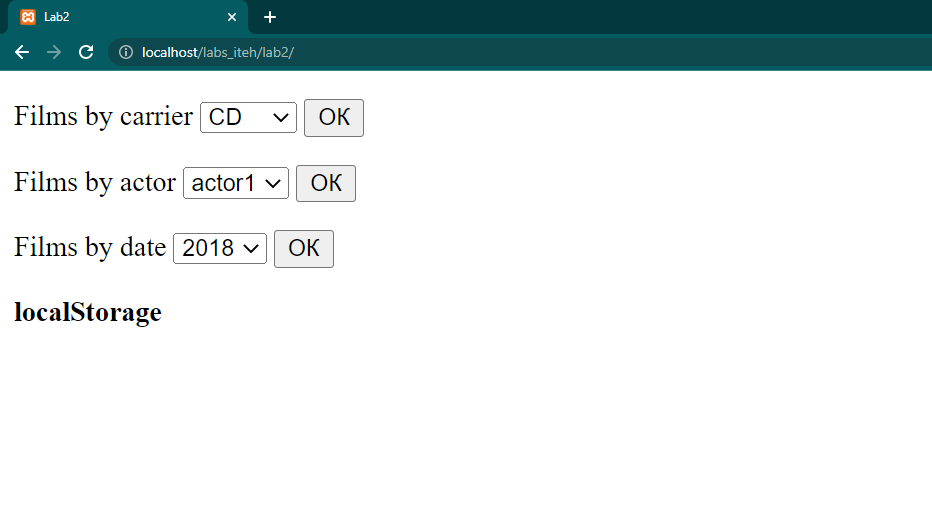 Lab2
localhost/labs_iteh/lab2/
Films by carrier CD OK
Films by actor actor1 OK
Films by date 2018 OK
localStorage